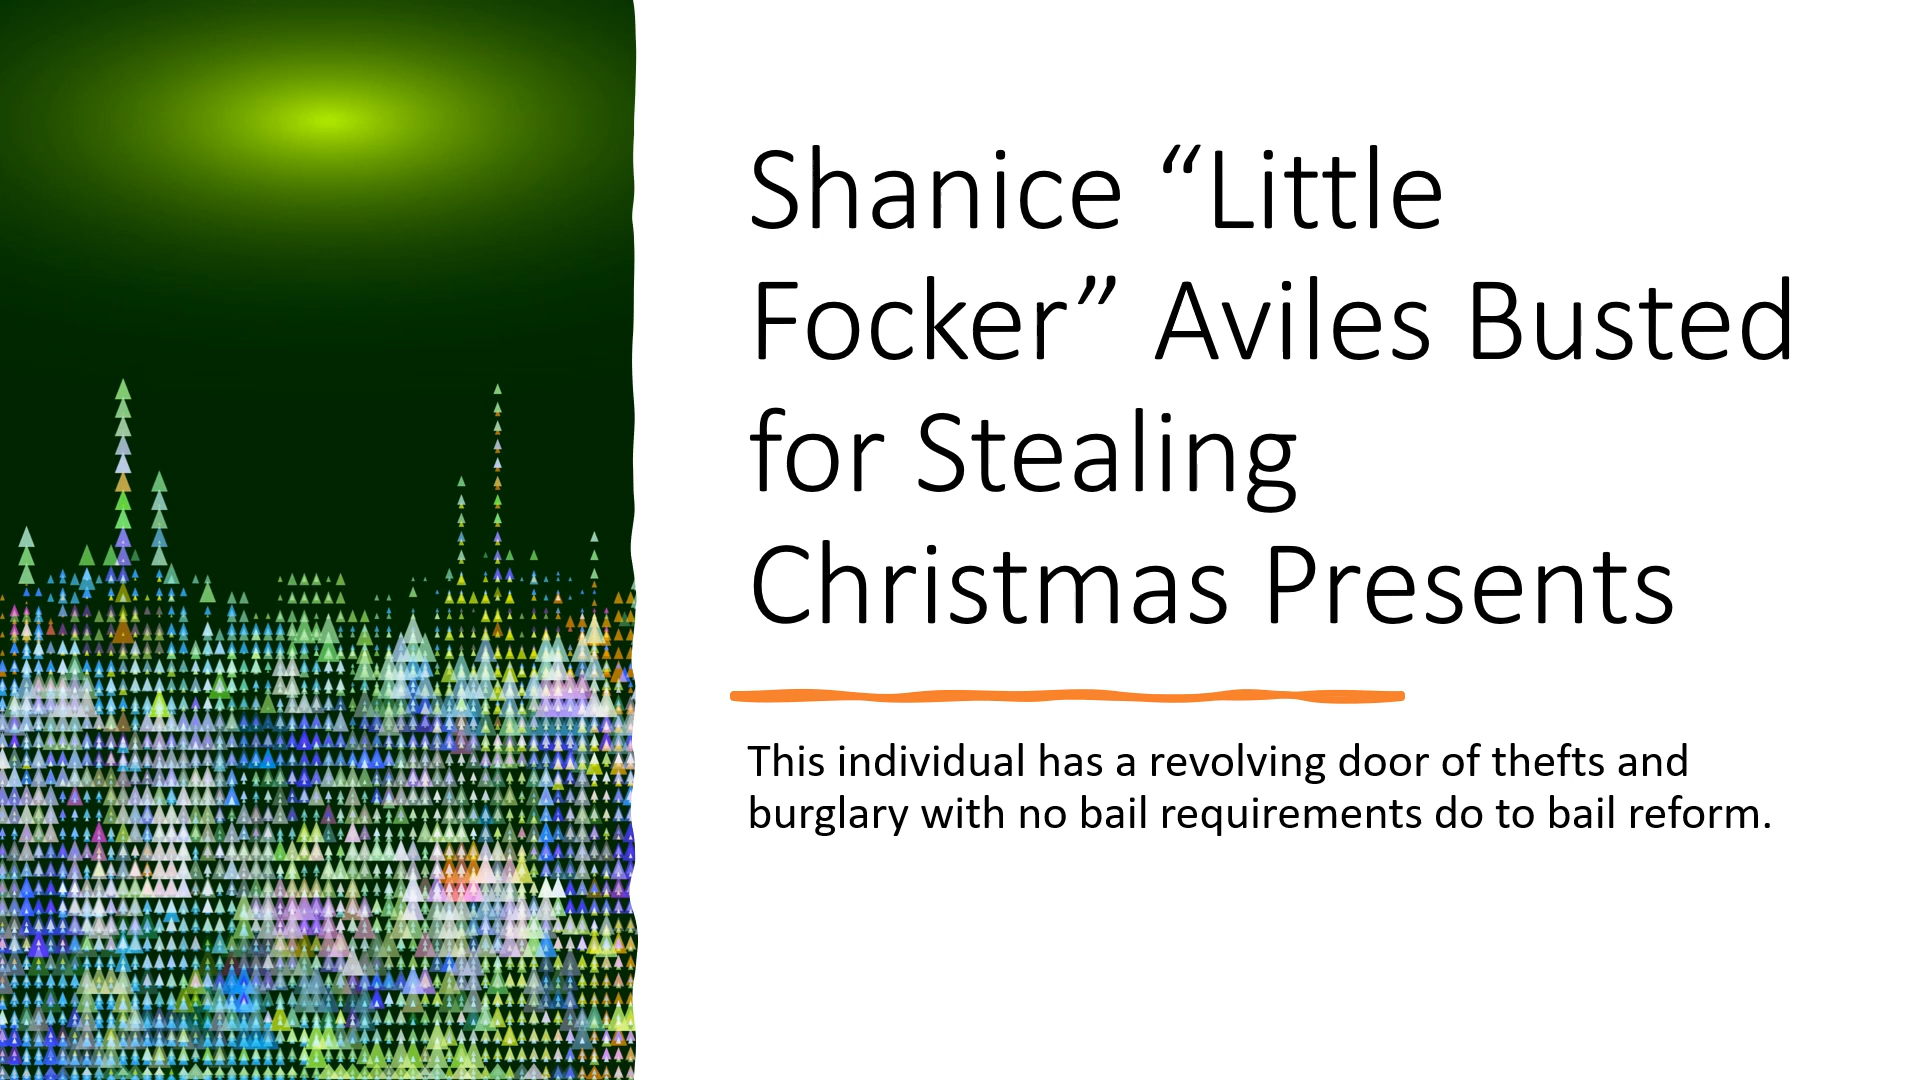 Shanice “Little
Focker” Aviles Busted
for Stealing
Christmas Presents
This individual has a revolving door of thefts and
burglary with no bail requirements do to bail reform.